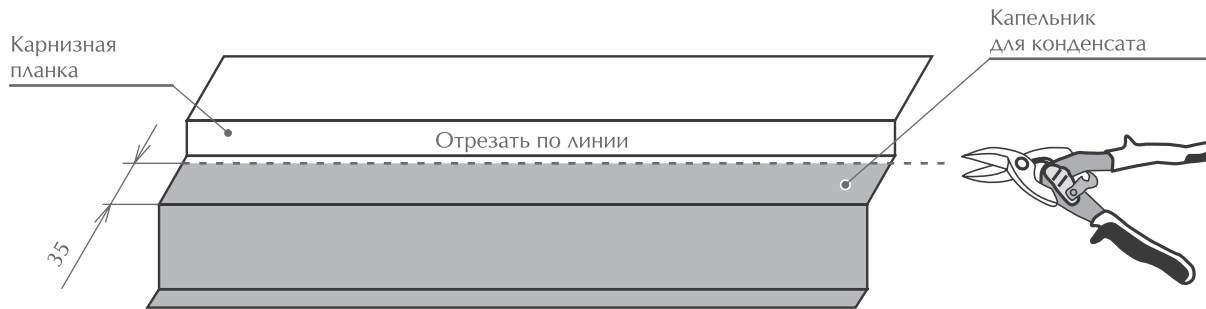 Карнизная
планка
Капельник
для конденсата
Отрезать по линии
35